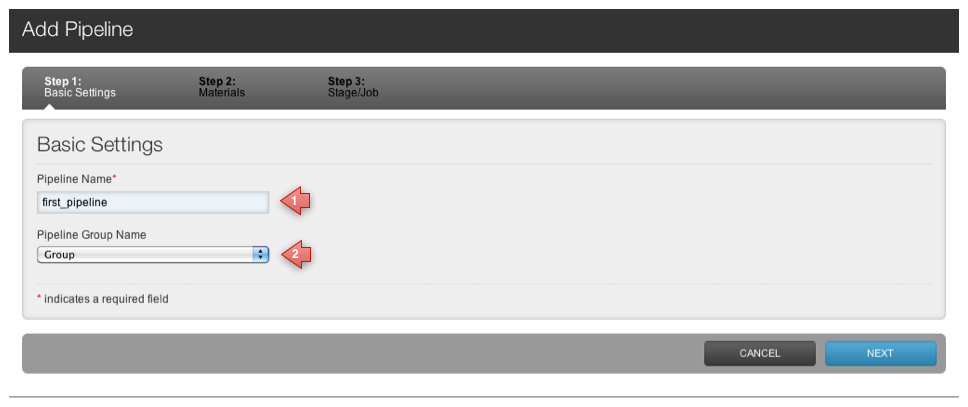 Add Pipeline
Step 1:
Basic Settings
Step 2:
Materials
Step 3:
Stage/Job
Basic Settings
Pipeline Name*
first_pipeline
1
Pipeline Group Name
Group
2
* indicates a required field
CANCEL
NEXT